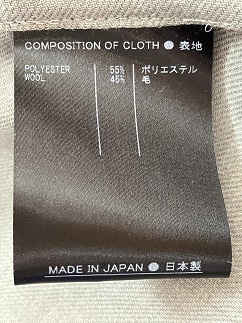 COMPOSITION OF CLOTH ● 表地
POLYESTER 55% ポリエステル
WOOL 45% 毛
MADE IN JAPAN ● 日本製